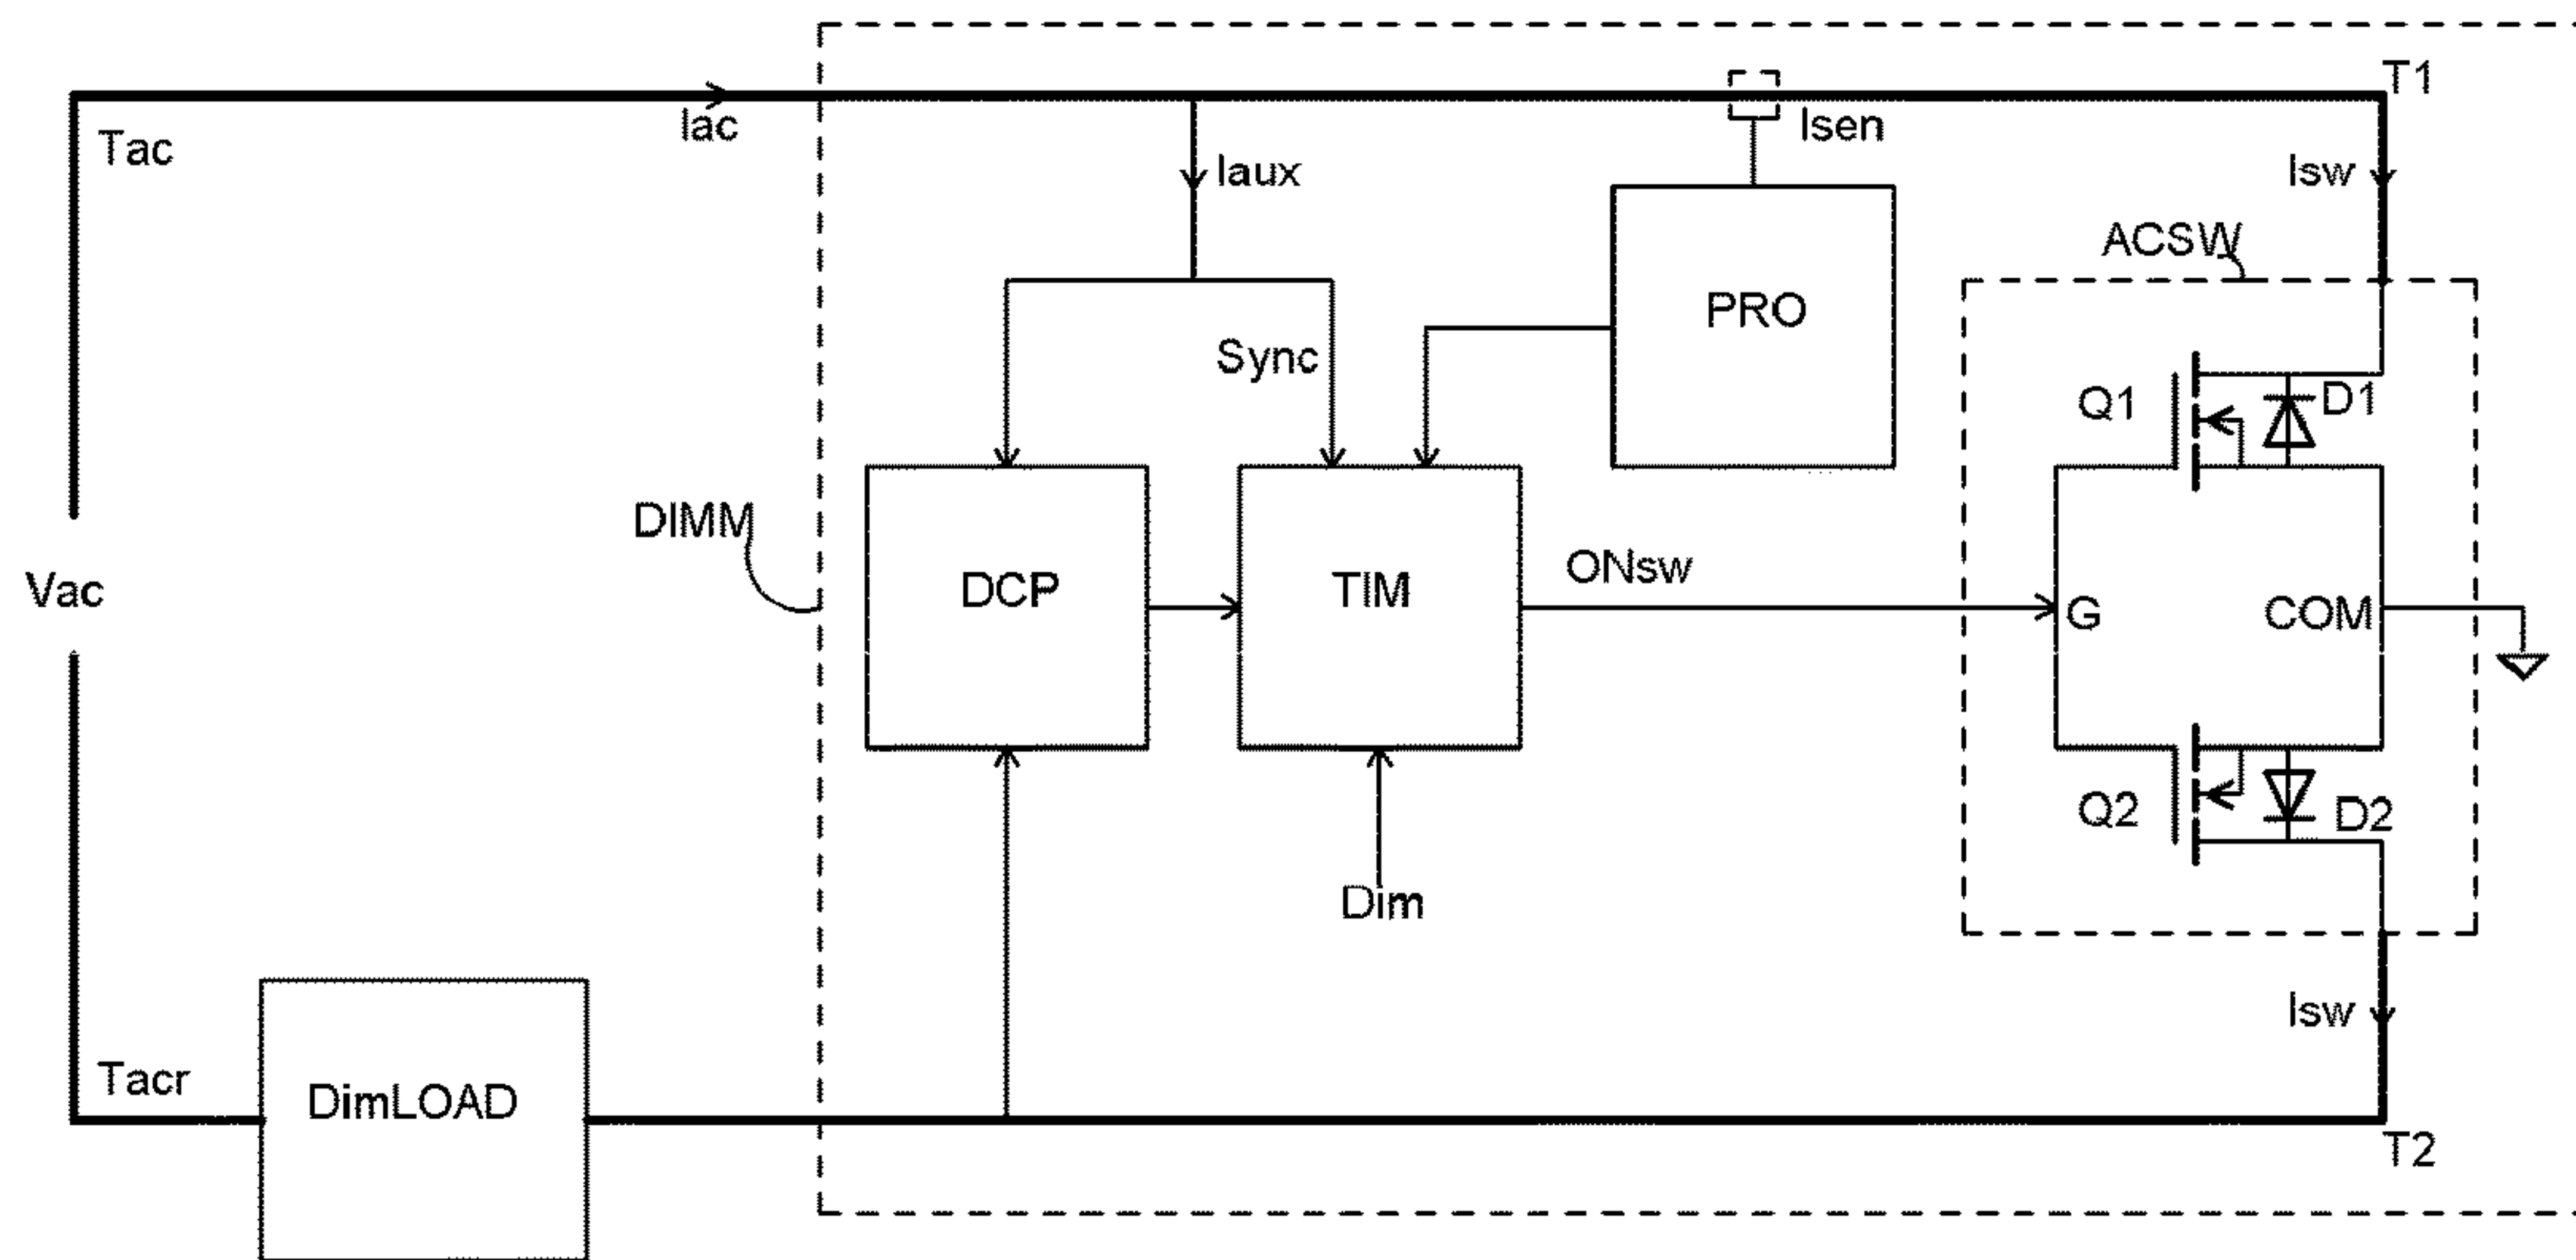 T1
Tac
Iac
Isen
Iaux
Isw
ACSW
PRO
Sync
Q1
D1
DIMM
Vac
DCP
TIM
ONsw
G
COM
Q2
D2
Dim
Isw
Tacr
DimLOAD
T2